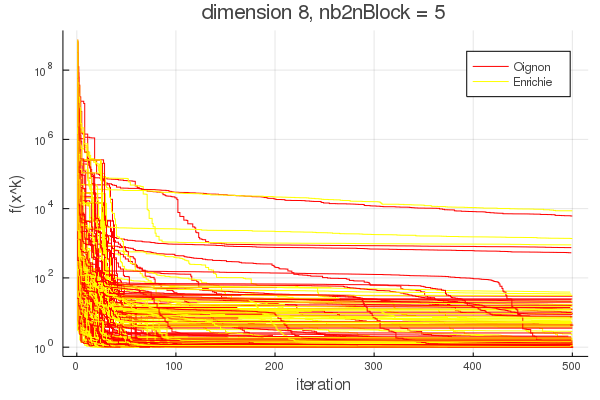 dimension 8, nb2nBlock = 5
Oignon
Enrichie
f(x^k)
10^8
10^6
10^4
10^2
10^0
0 100 200 300 400 500
iteration